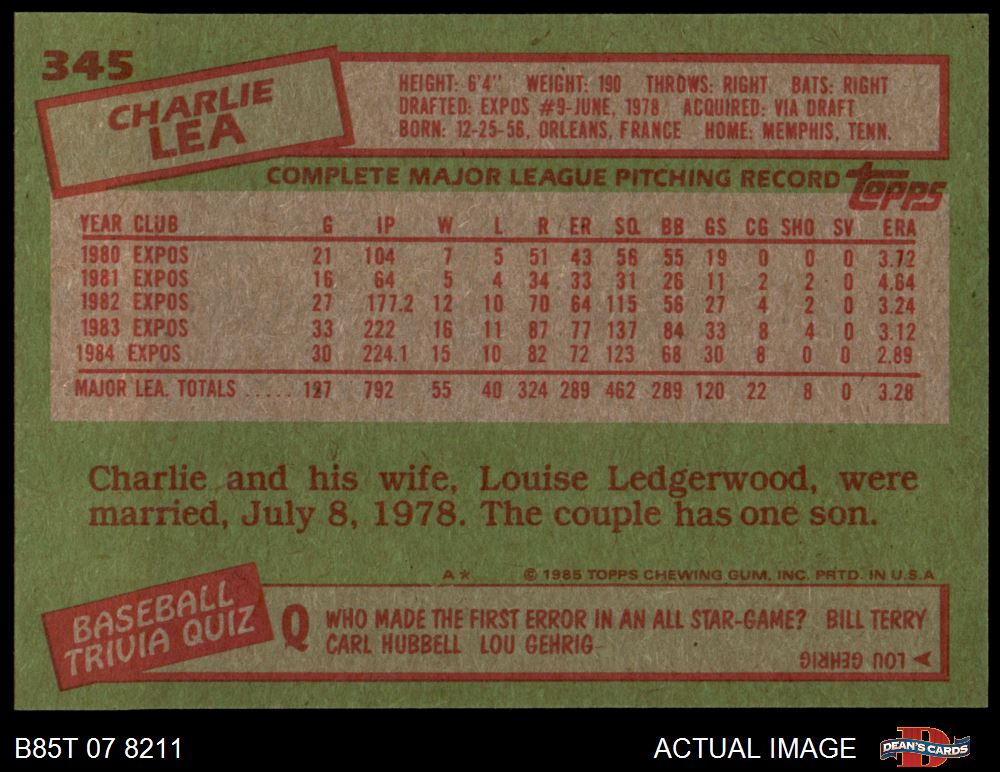 345
CHARLIE
LEA
HEIGHT: 6'4" WEIGHT: 190 THROWS: RIGHT BATS: RIGHT
DRAFTED: EXPOS #9-JUNE, 1978 ACQUIRED: VIA DRAFT
BORN: 12-25-56, ORLEANS, FRANCE HOME: MEMPHIS, TENN.
COMPLETE MAJOR LEAGUE PITCHING RECORD topps
YEAR CLUB G IP W L R ER SO BB GS CG SHO SV ERA
1980 EXPOS 21 104 7 5 51 43 56 55 19 0 0 0 3.72
1981 EXPOS 16 64 5 4 34 33 31 26 11 2 2 0 4.64
1982 EXPOS 27 177.2 12 10 70 64 115 56 27 4 2 0 3.24
1983 EXPOS 33 222 16 11 87 77 137 84 33 8 4 0 3.12
1984 EXPOS 30 224.1 15 10 82 72 123 68 30 8 0 0 2.89
MAJOR LEA. TOTALS ..... 127 792 55 40 324 289 462 289 120 22 8 0 3.28
Charlie and his wife, Louise Ledgerwood, were
married, July 8, 1978. The couple has one son.
A* © 1985 TOPPS CHEWING GUM, INC. PRTD. IN U.S.A
BASEBALL
TRIVIA QUIZ
Q WHO MADE THE FIRST ERROR IN AN ALL STAR-GAME? BILL TERRY
CARL HUBBELL LOU GEHRIG
A LOU GEHRIG
B85T 07 8211
ACTUAL IMAGE
D
DEAN'S CARDS